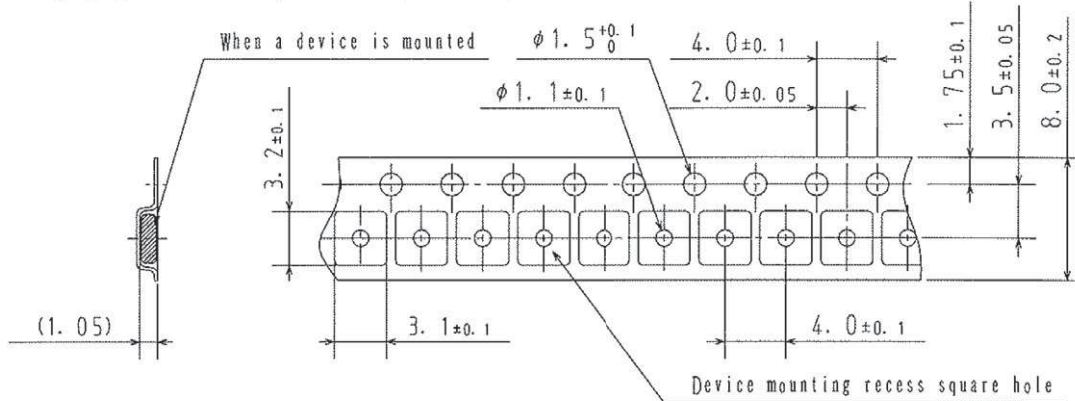 When a device is mounted
φ1. 5+0. 1 0
4. 0±0. 1
φ1. 1±0. 1
2. 0±0. 05
1. 75±0. 1
3. 5±0. 05
8. 0±0. 2
3. 2±0. 1
(1. 05)
3. 1±0. 1
4. 0±0. 1
Device mounting recess square hole